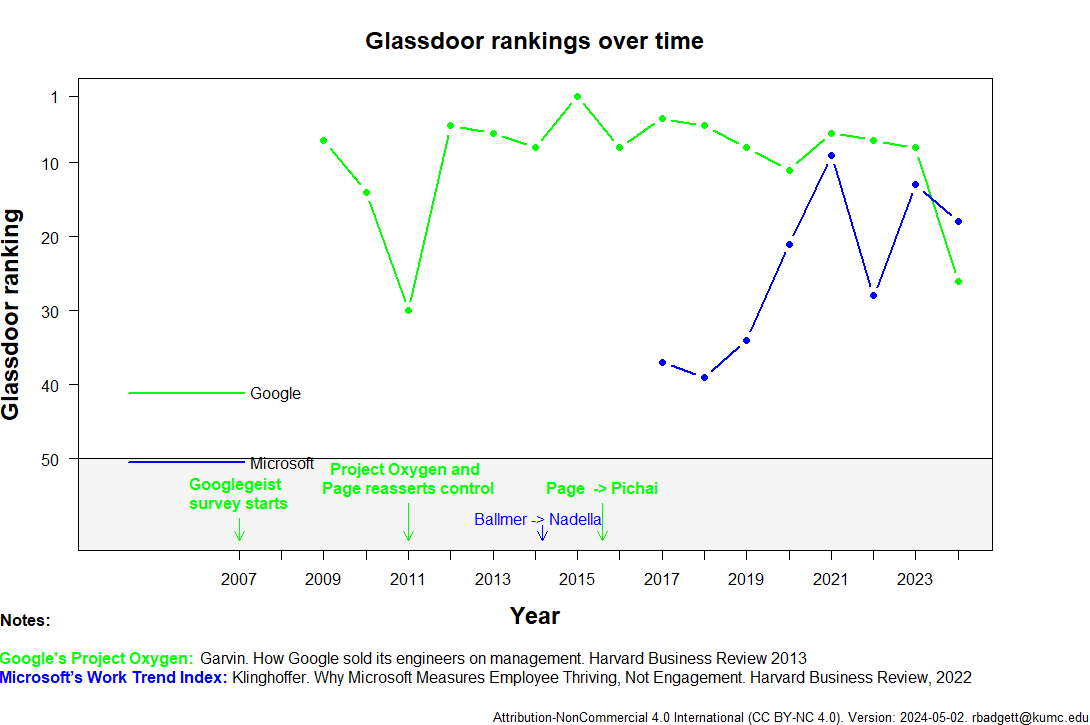 Glassdoor rankings over time
Glassdoor ranking
1
10
20
30
40
50
Google
Microsoft
Googlegeist
survey starts
Project Oxygen and
Page reasserts control
Ballmer -> Nadella
Page -> Pichai
2007 2009 2011 2013 2015 2017 2019 2021 2023
Year
Notes:
Google's Project Oxygen: Garvin. How Google sold its engineers on management. Harvard Business Review 2013
Microsoft's Work Trend Index: Klinghoffer. Why Microsoft Measures Employee Thriving, Not Engagement. Harvard Business Review, 2022
Attribution-NonCommercial 4.0 International (CC BY-NC 4.0). Version: 2024-05-02. rbadgett@kumc.edu